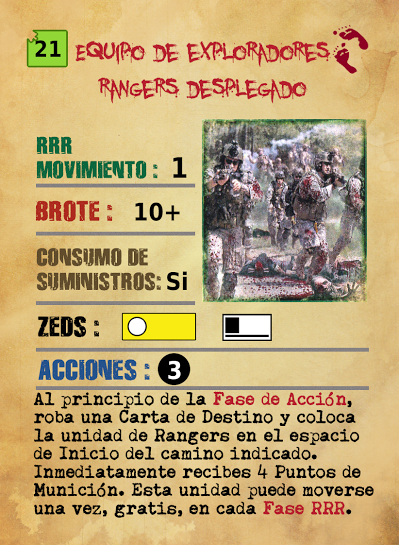 21 EQUIPO DE EXPLORADORES
RANGERS DESPLEGADO
RRR
MOVIMIENTO : 1
BROTE : 10+
CONSUMO DE
SUMINISTROS: Si
ZEDS :
ACCIONES : 3
Al principio de la Fase de Acción,
roba una Carta de Destino y coloca
la unidad de Rangers en el espacio
de Inicio del camino indicado.
Inmediatamente recibes 4 Puntos de
Munición. Esta unidad puede moverse
una vez, gratis, en cada Fase RRR.